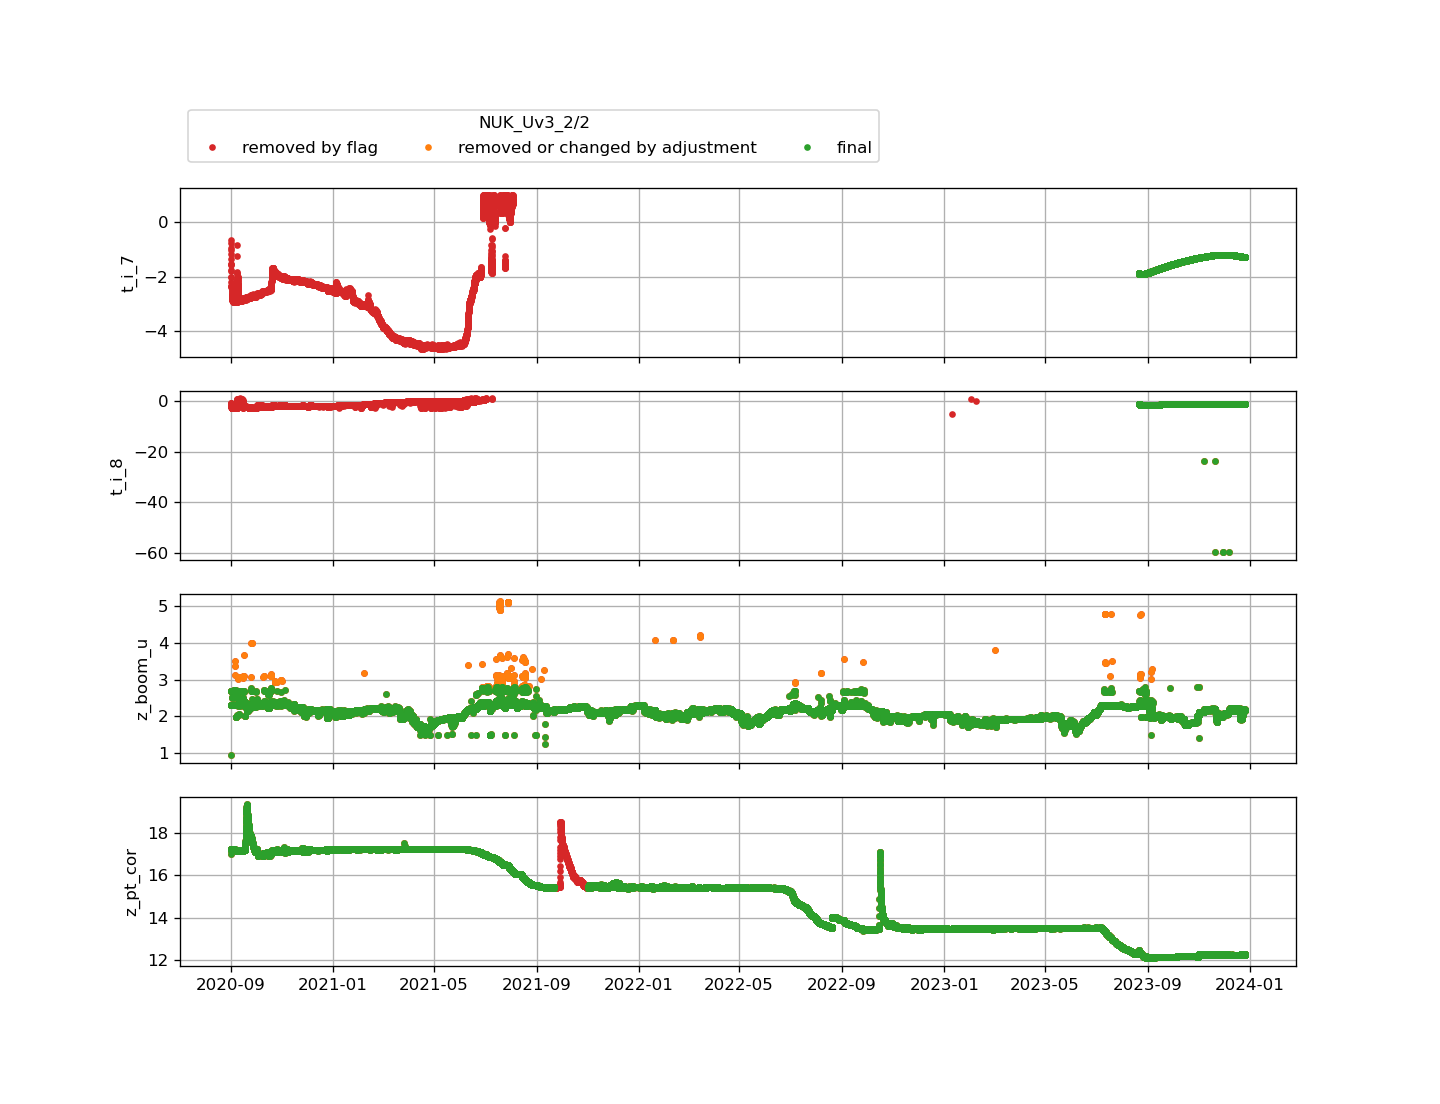 NUK_Uv3_2/2
removed by flag removed or changed by adjustment final
t_i_7
0
−2
−4
t_i_8
0
−20
−40
−60
z_boom_u
5
4
3
2
1
z_pt_cor
18
16
14
12
2020-09 2021-01 2021-05 2021-09 2022-01 2022-05 2022-09 2023-01 2023-05 2023-09 2024-01